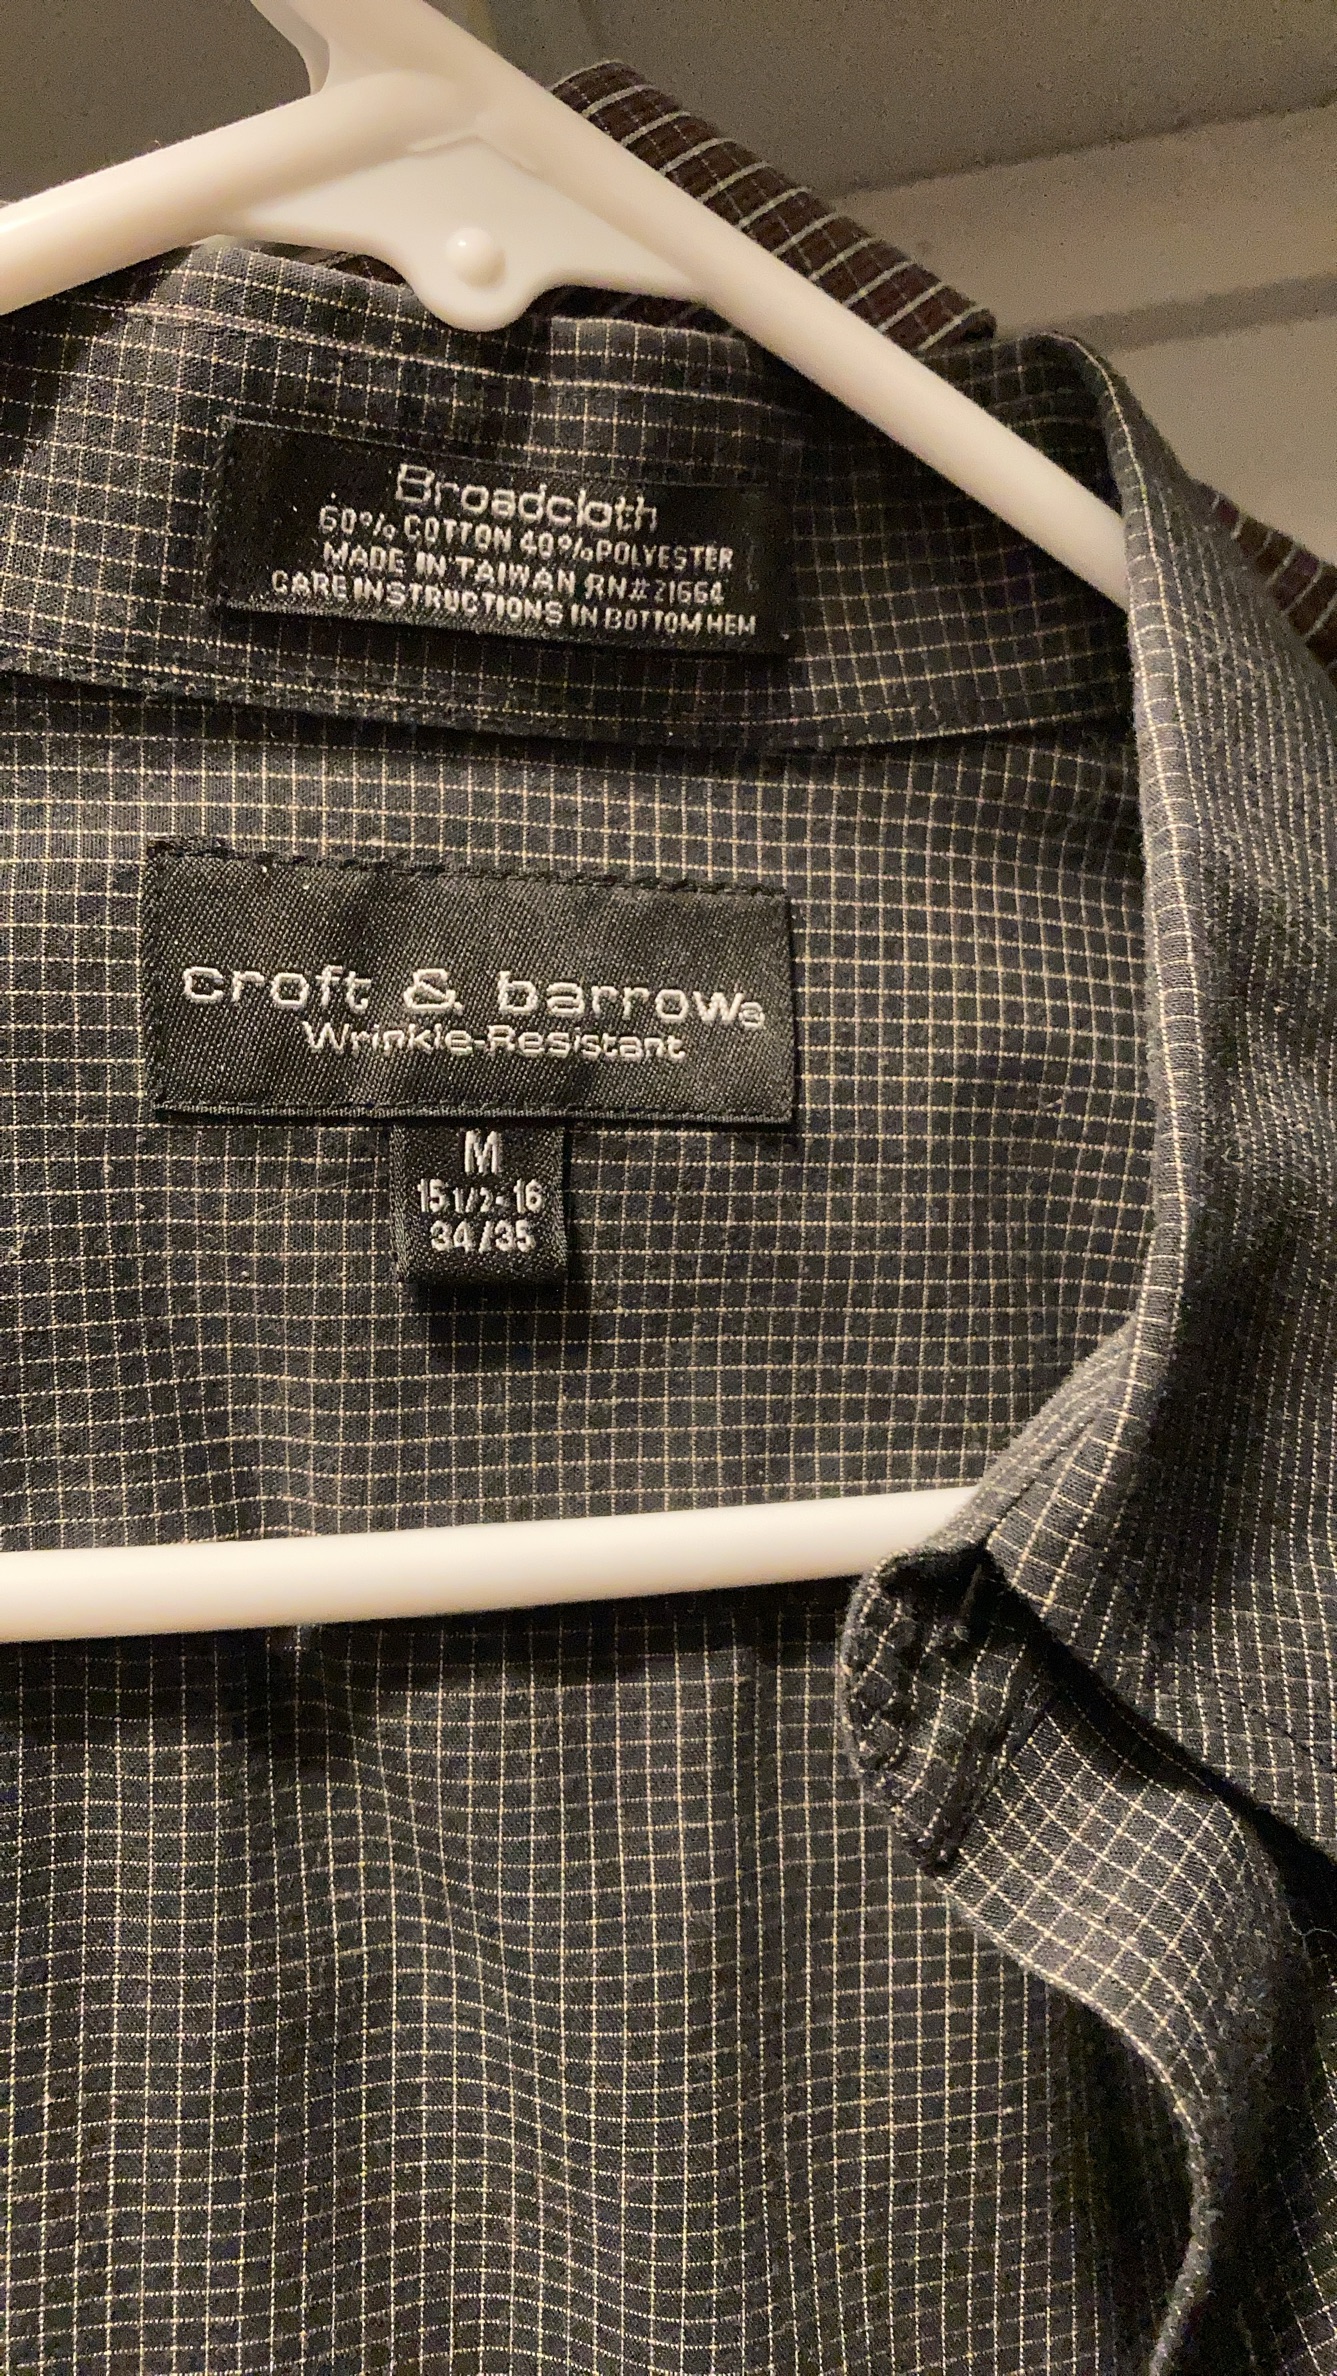 Broadcloth
60% COTTON 40% POLYESTER
MADE IN TAIWAN RN# 21664
CARE INSTRUCTIONS IN BOTTOM HEM
croft & barrow®
Wrinkle-Resistant
M
15 1/2-16
34/35